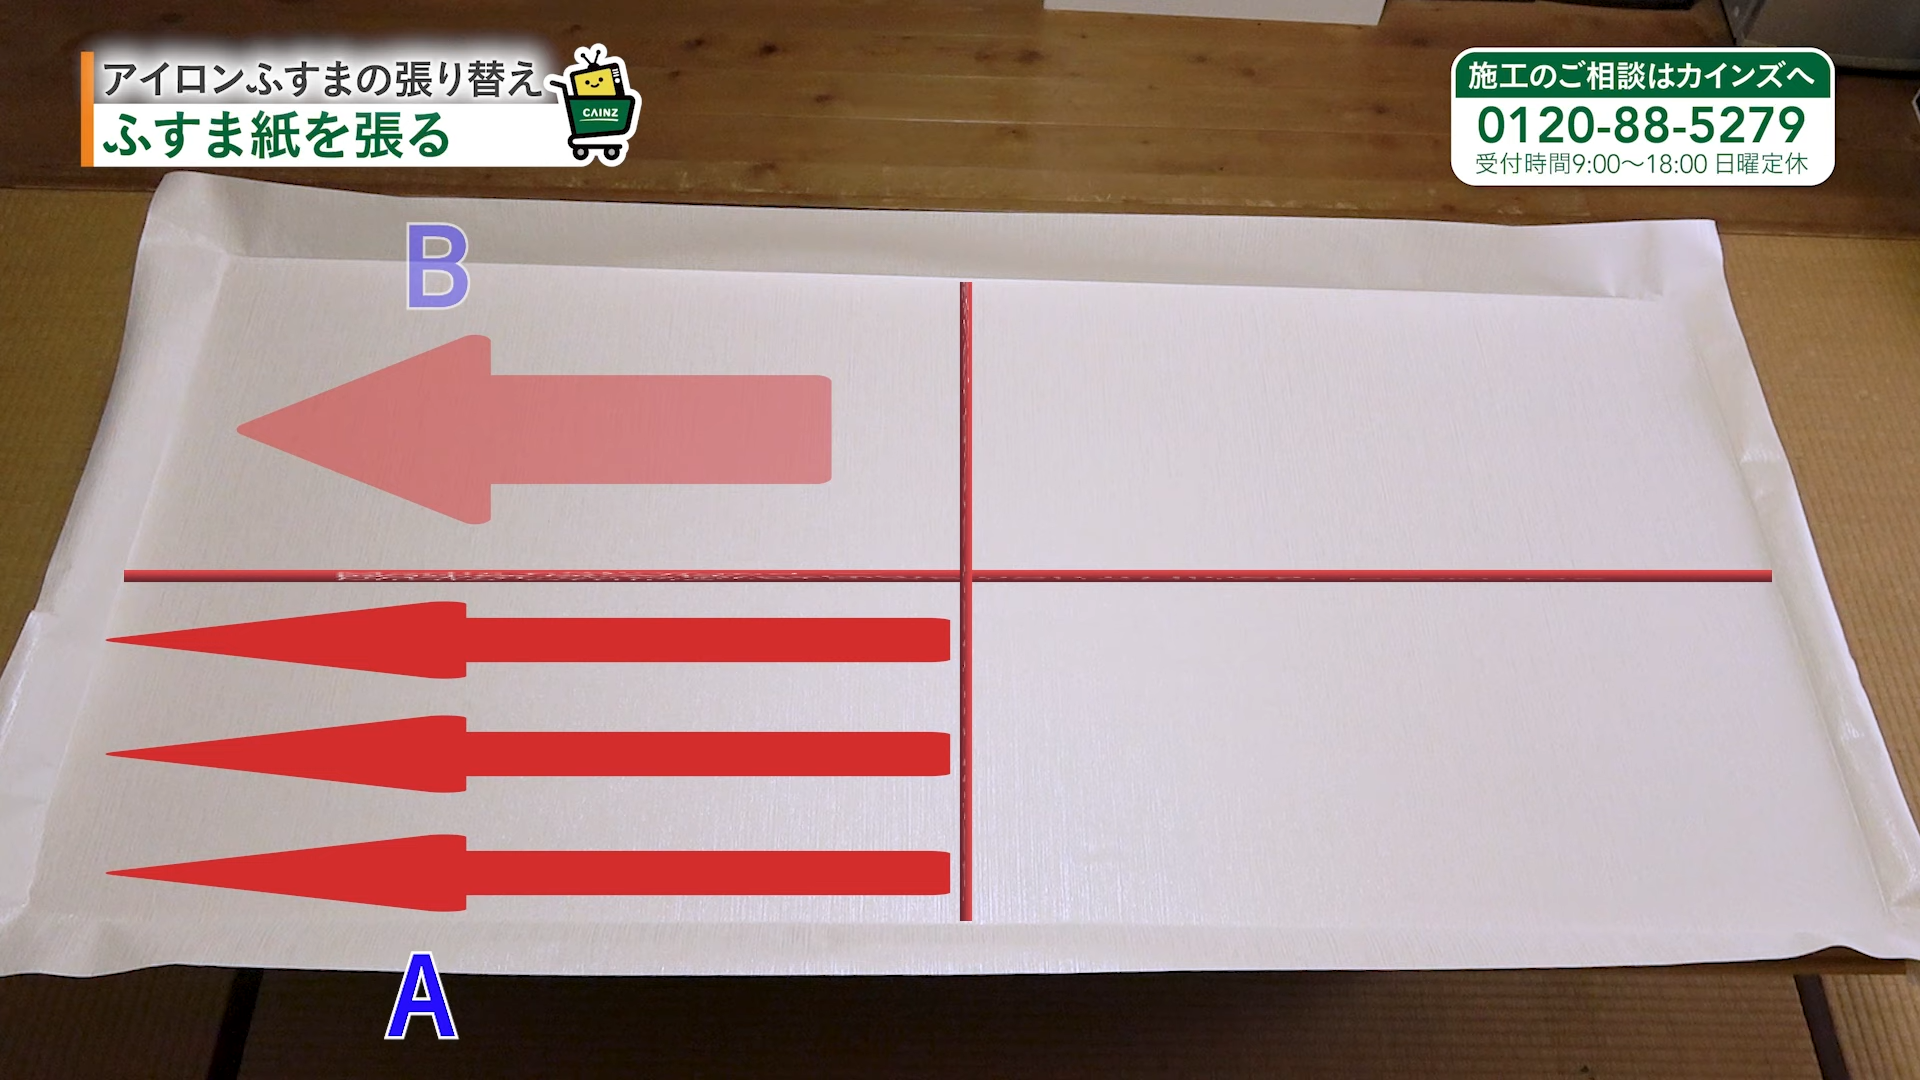 アイロンふすまの張り替え
ふすま紙を張る
CAINZ
施工のご相談はカインズへ
0120-88-5279
受付時間9:00〜18:00 日曜定休
B
A